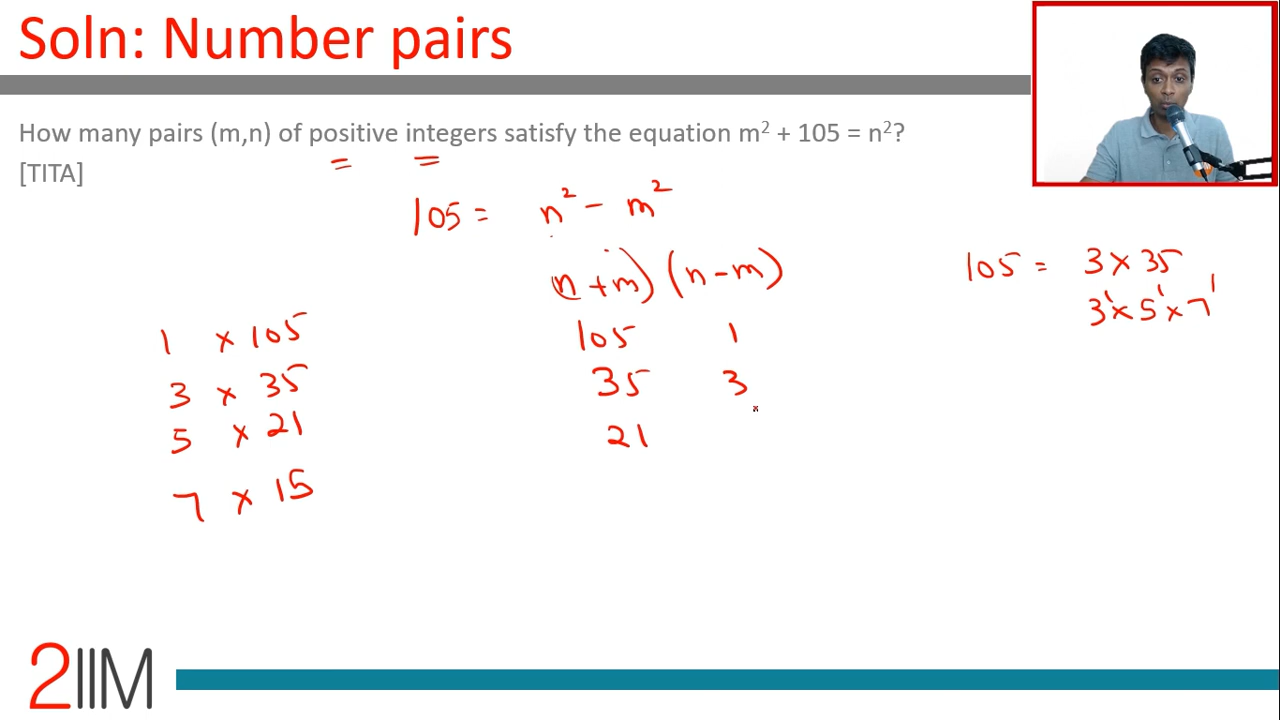 Soln: Number pairs
How many pairs (m,n) of positive integers satisfy the equation m² + 105 = n²?
[TITA]
105 = n² - m²
(n + m) (n - m)
105 = 3 x 35
3¹ x 5¹ x 7¹
1 x 105
105 1
3 x 35
35 3
5 x 21
21
7 x 15
2IIM